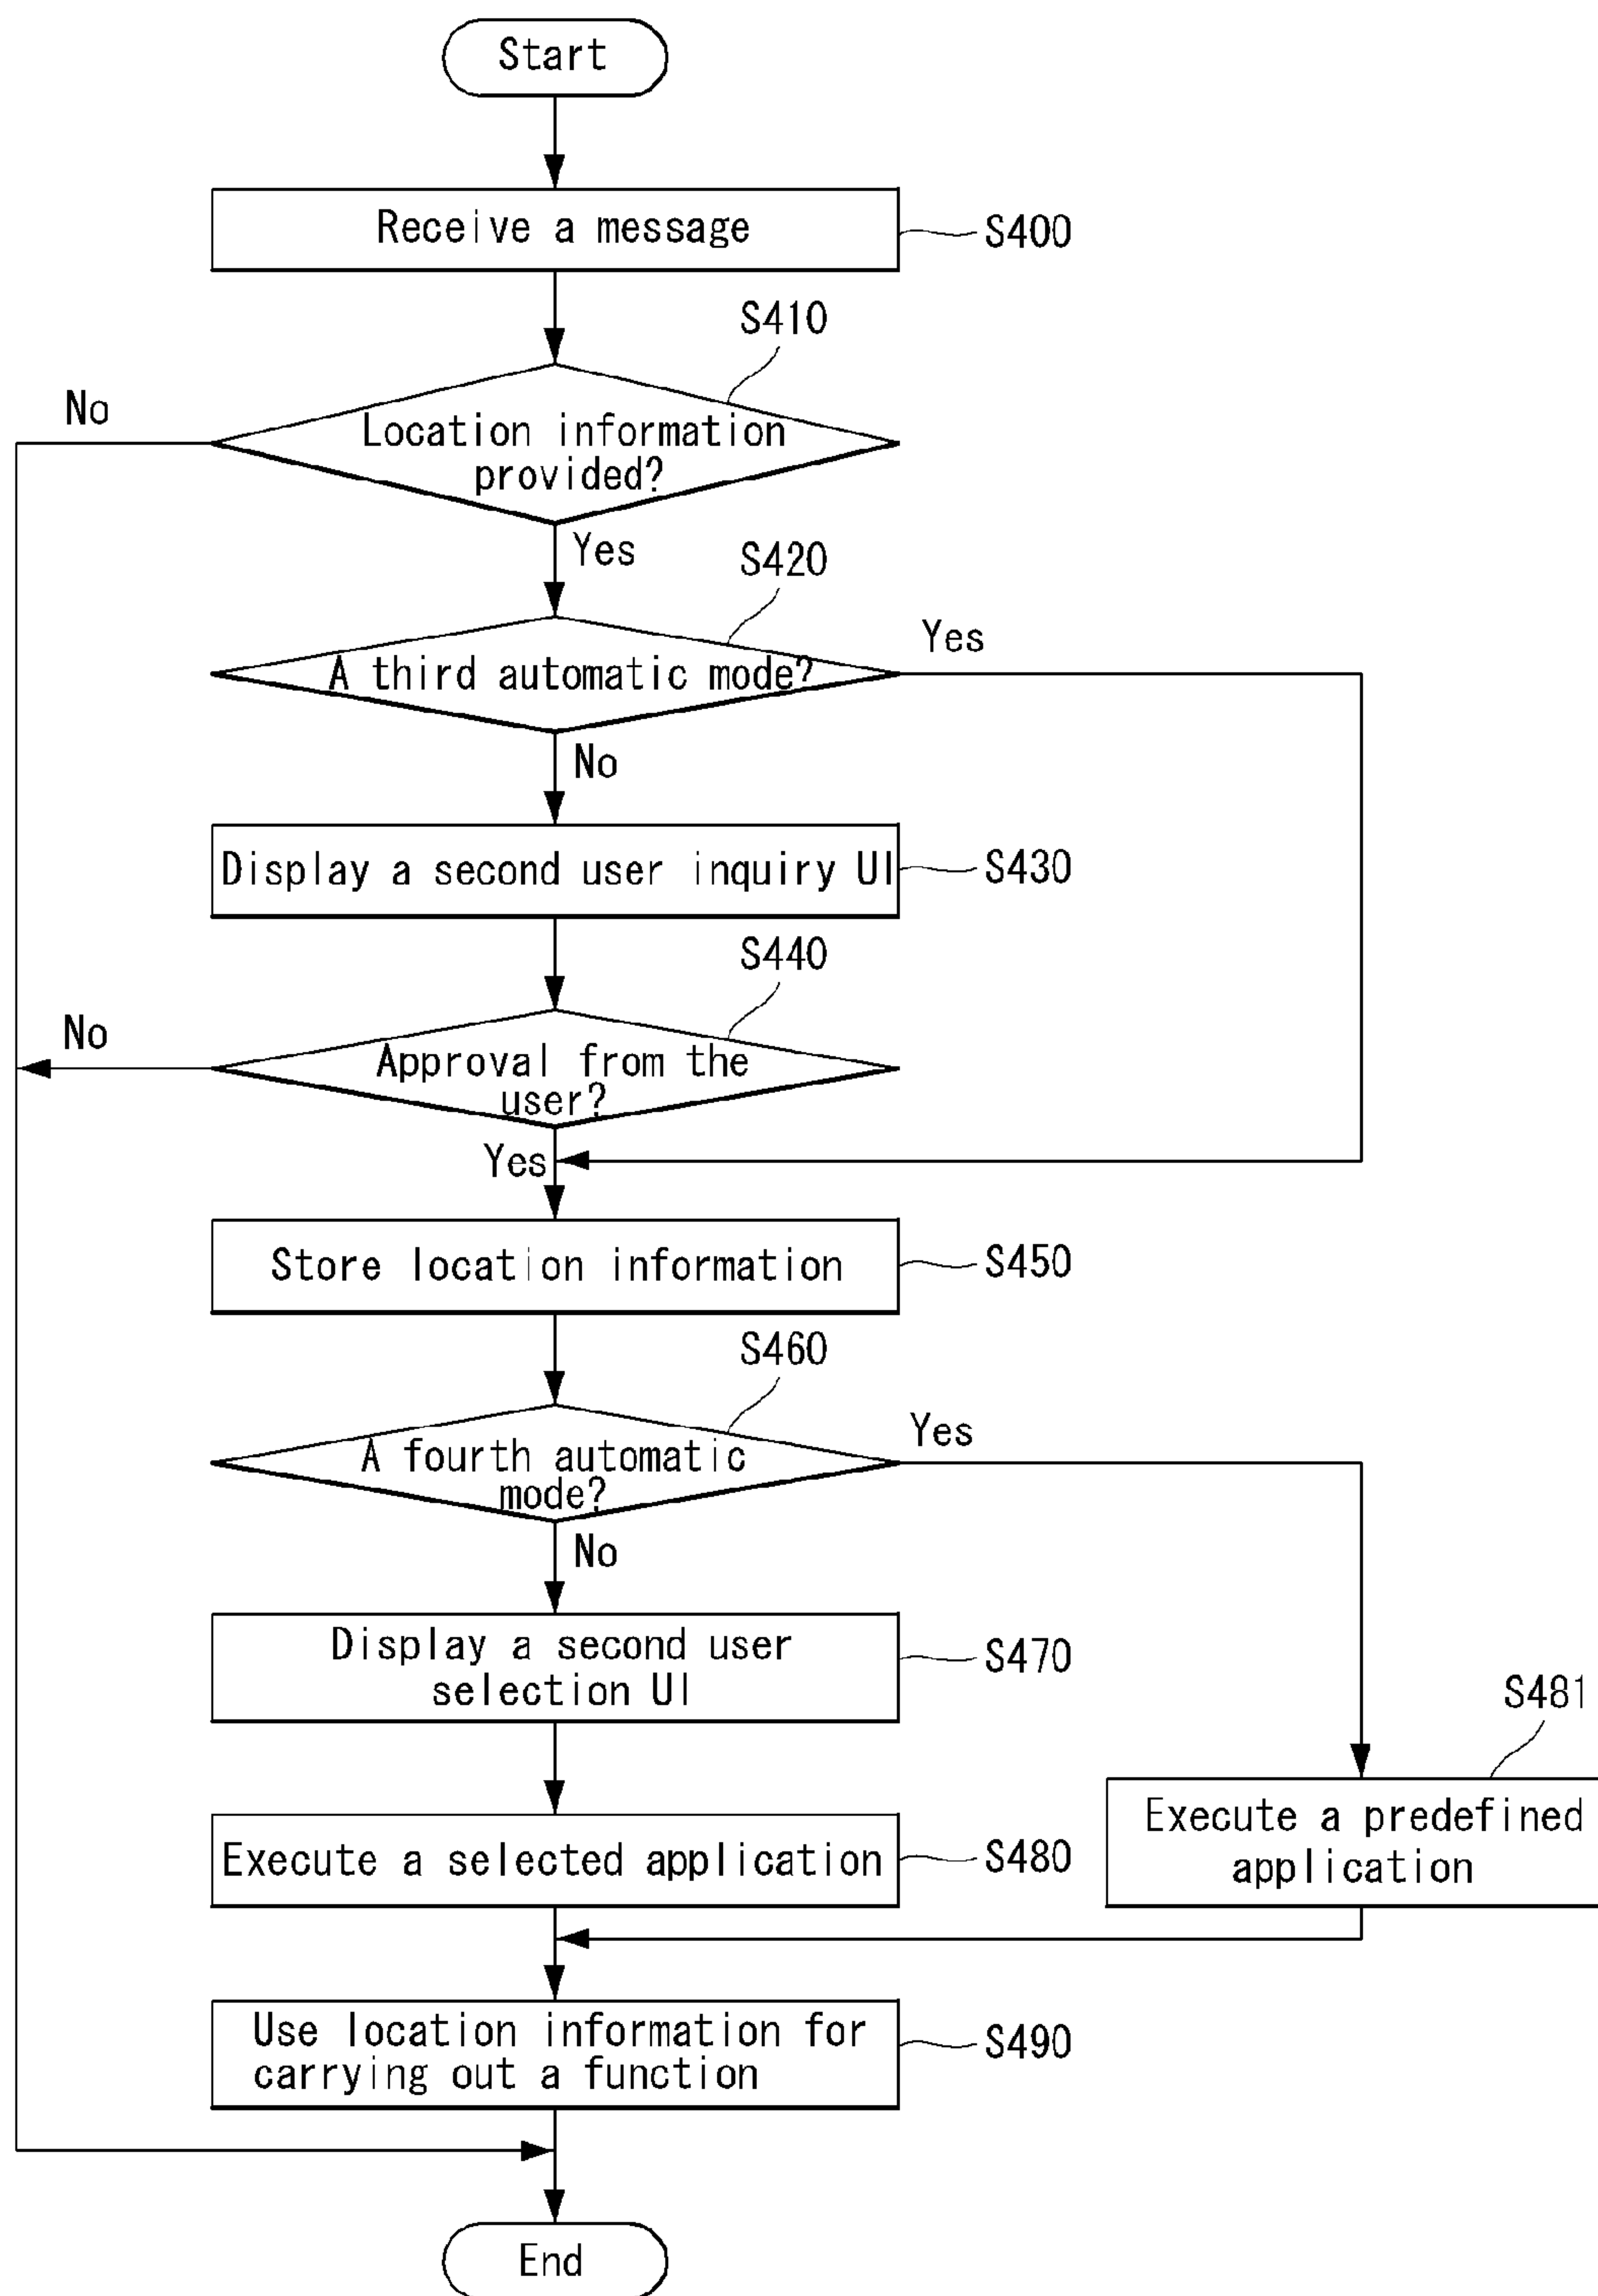 Start
Receive a message
S400
S410
No
Location information
provided?
Yes
S420
Yes
A third automatic mode?
No
Display a second user inquiry UI
S430
S440
No
Approval from the
user?
Yes
Store location information
S450
S460
Yes
A fourth automatic
mode?
No
Display a second user
selection UI
S470
S481
Execute a predefined
application
Execute a selected application
S480
Use location information for
carrying out a function
S490
End